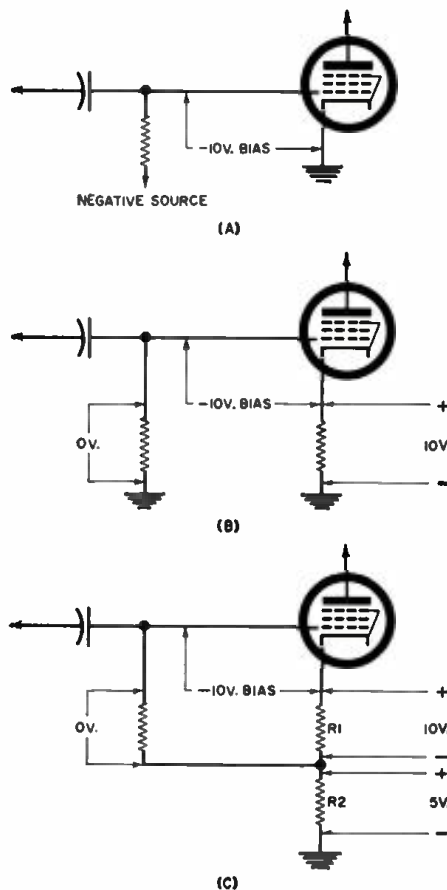 -10V. BIAS
NEGATIVE SOURCE
(A)
0V.
-10V. BIAS
+
10V
-
(B)
0V.
-10V. BIAS
+
R1
10V.
-
+
R2
5V
-
(C)